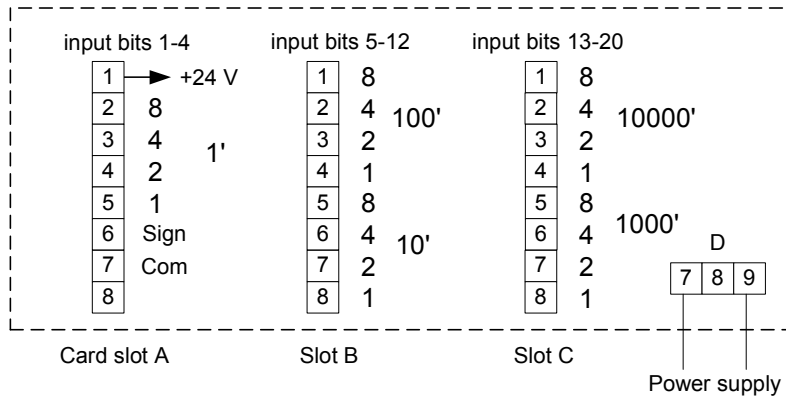 input bits 1-4 input bits 5-12 input bits 13-20
1 +24 V 1 8 1 8
2 8 2 4 100' 2 4 10000'
3 4 1' 3 2 3 2
4 2 4 1 4 1
5 1 5 8 5 8
6 Sign 6 4 10' 6 4 1000'
7 Com 7 2 7 2
8 8 1 8 1
D
7 8 9
Card slot A Slot B Slot C
Power supply